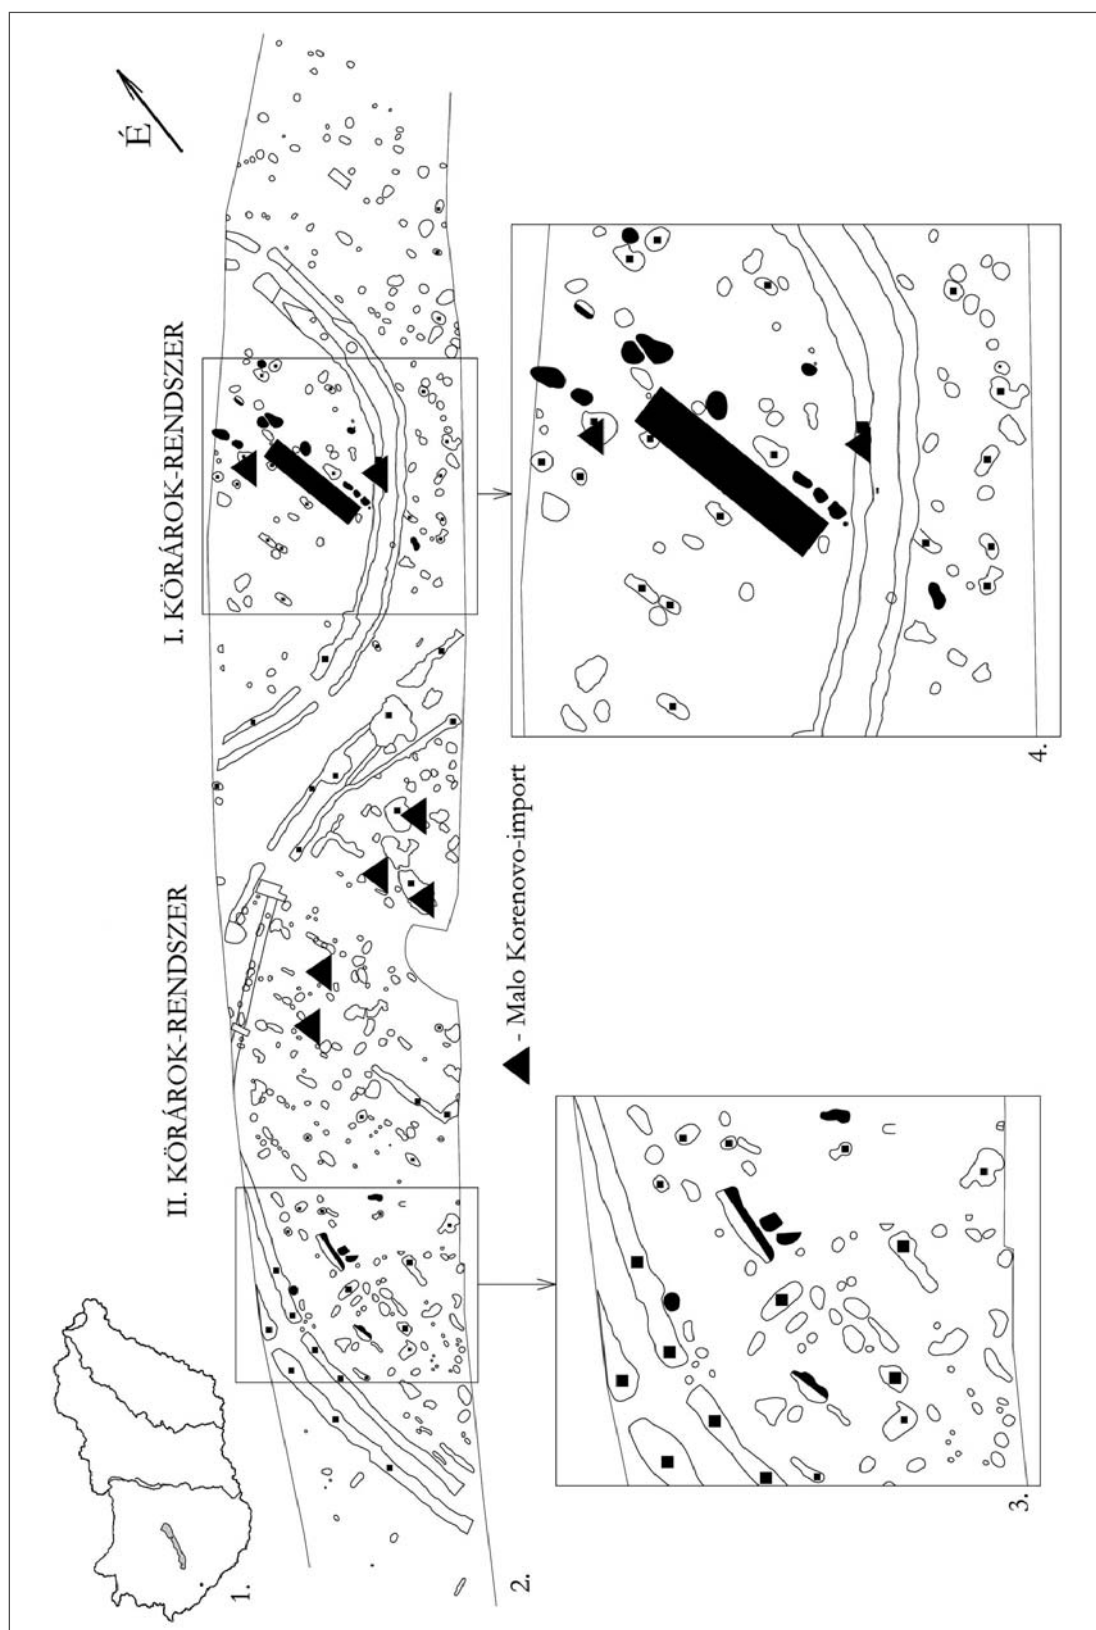 É
I. KÖRÁROK-RENDSZER
II. KÖRÁROK-RENDSZER
- Malo Korenovo-import
1.
2.
3.
4.